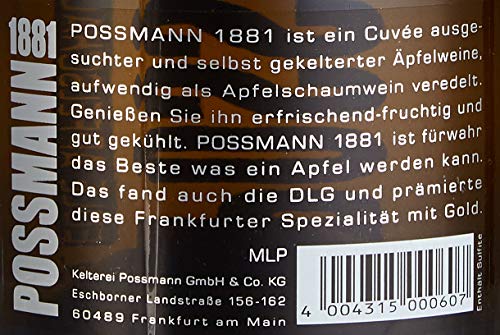 POSSMANN 1881
POSSMANN 1881 ist ein Cuvée ausge-
suchter und selbst gekelterter Äpfelweine,
aufwendig als Apfelschaumwein veredelt.
Genießen Sie ihn erfrischend-fruchtig und
gut gekühlt. POSSMANN 1881 ist fürwahr
das Beste was ein Apfel werden kann.
Das fand auch die DLG und prämierte
diese Frankfurter Spezialität mit Gold.
MLP
Kelterei Possmann GmbH & Co. KG
Eschborner Landstraße 156-162
60489 Frankfurt am Main
4 004315 000607
Enthält Sulfite